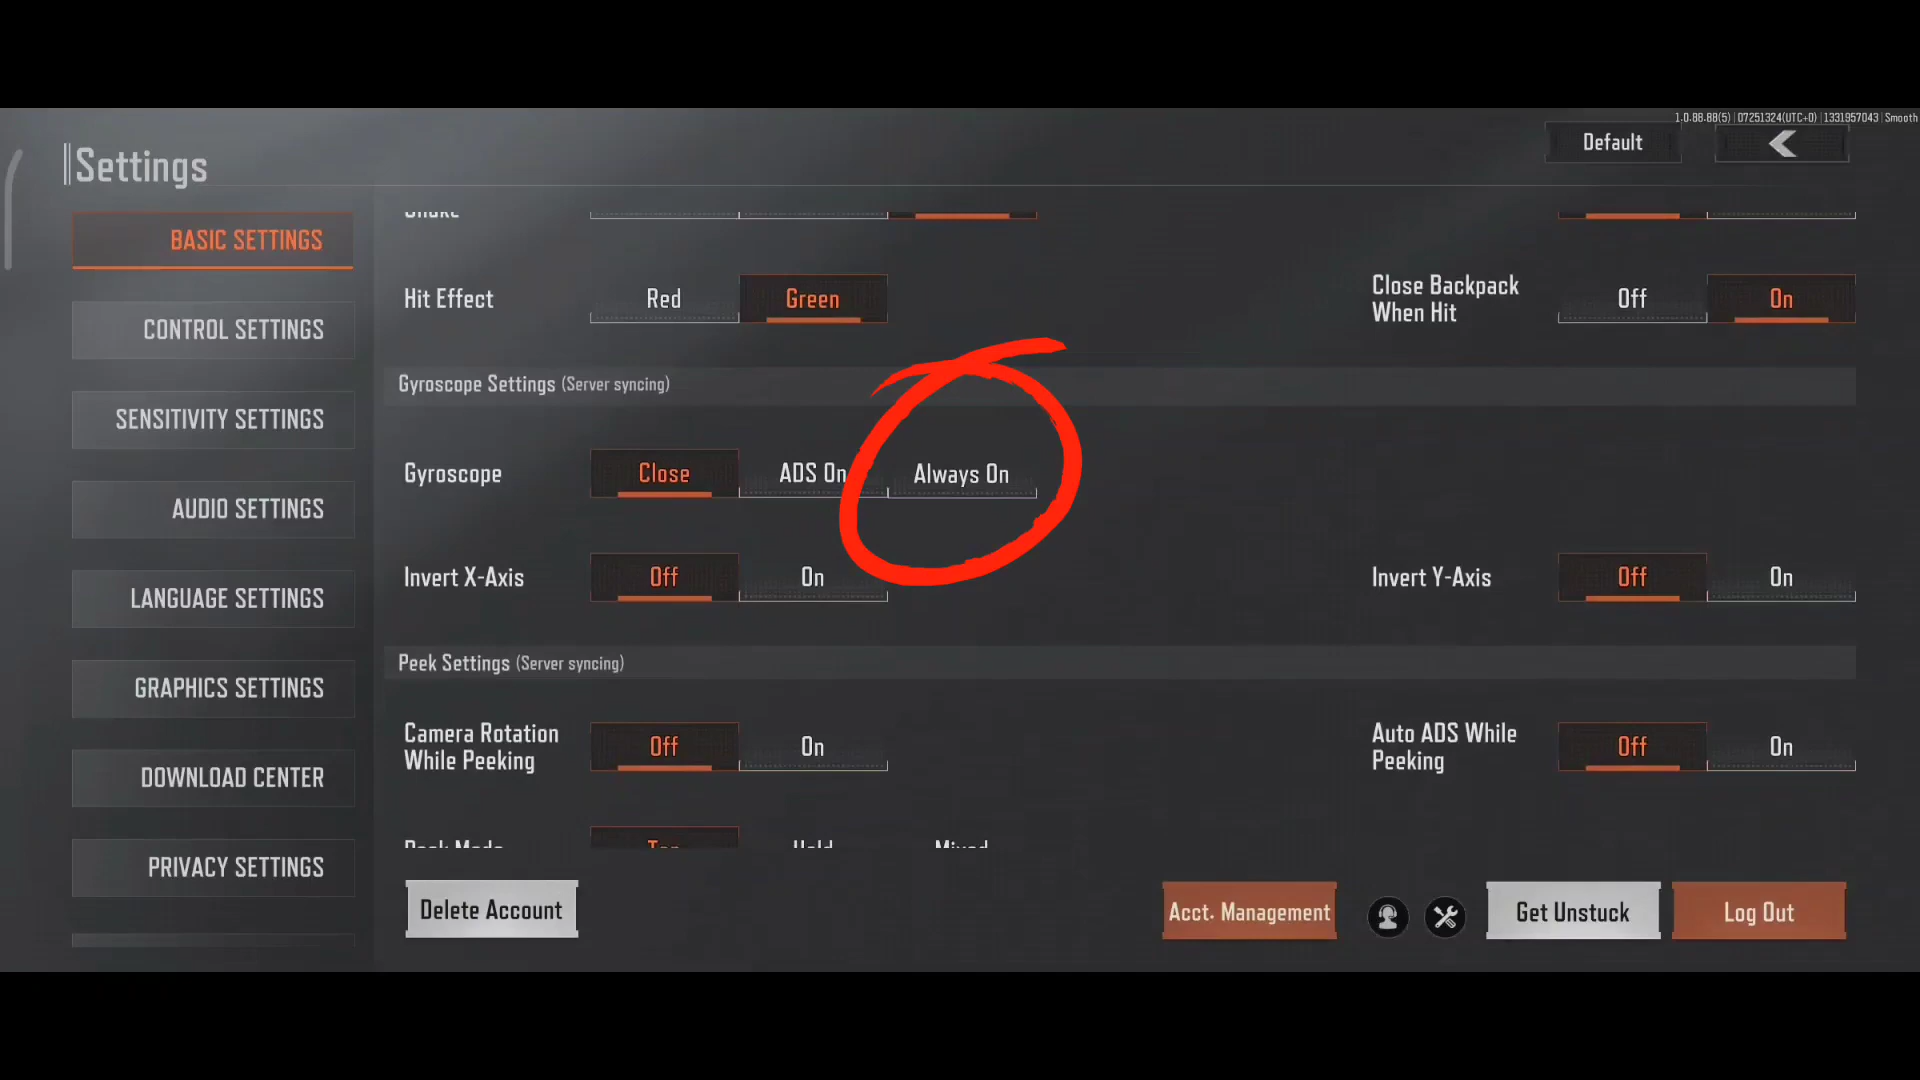 1.0.88.88(5) | 07251324(UTC+0) | 1331957043 | Smooth
Settings
Default
BASIC SETTINGS
CONTROL SETTINGS
SENSITIVITY SETTINGS
AUDIO SETTINGS
LANGUAGE SETTINGS
GRAPHICS SETTINGS
DOWNLOAD CENTER
PRIVACY SETTINGS
Hit Effect Red Green
Close Backpack When Hit Off On
Gyroscope Settings (Server syncing)
Gyroscope Close ADS On Always On
Invert X-Axis Off On
Invert Y-Axis Off On
Peek Settings (Server syncing)
Camera Rotation
While Peeking Off On
Auto ADS While
Peeking Off On
Delete Account
Acct. Management
Get Unstuck
Log Out